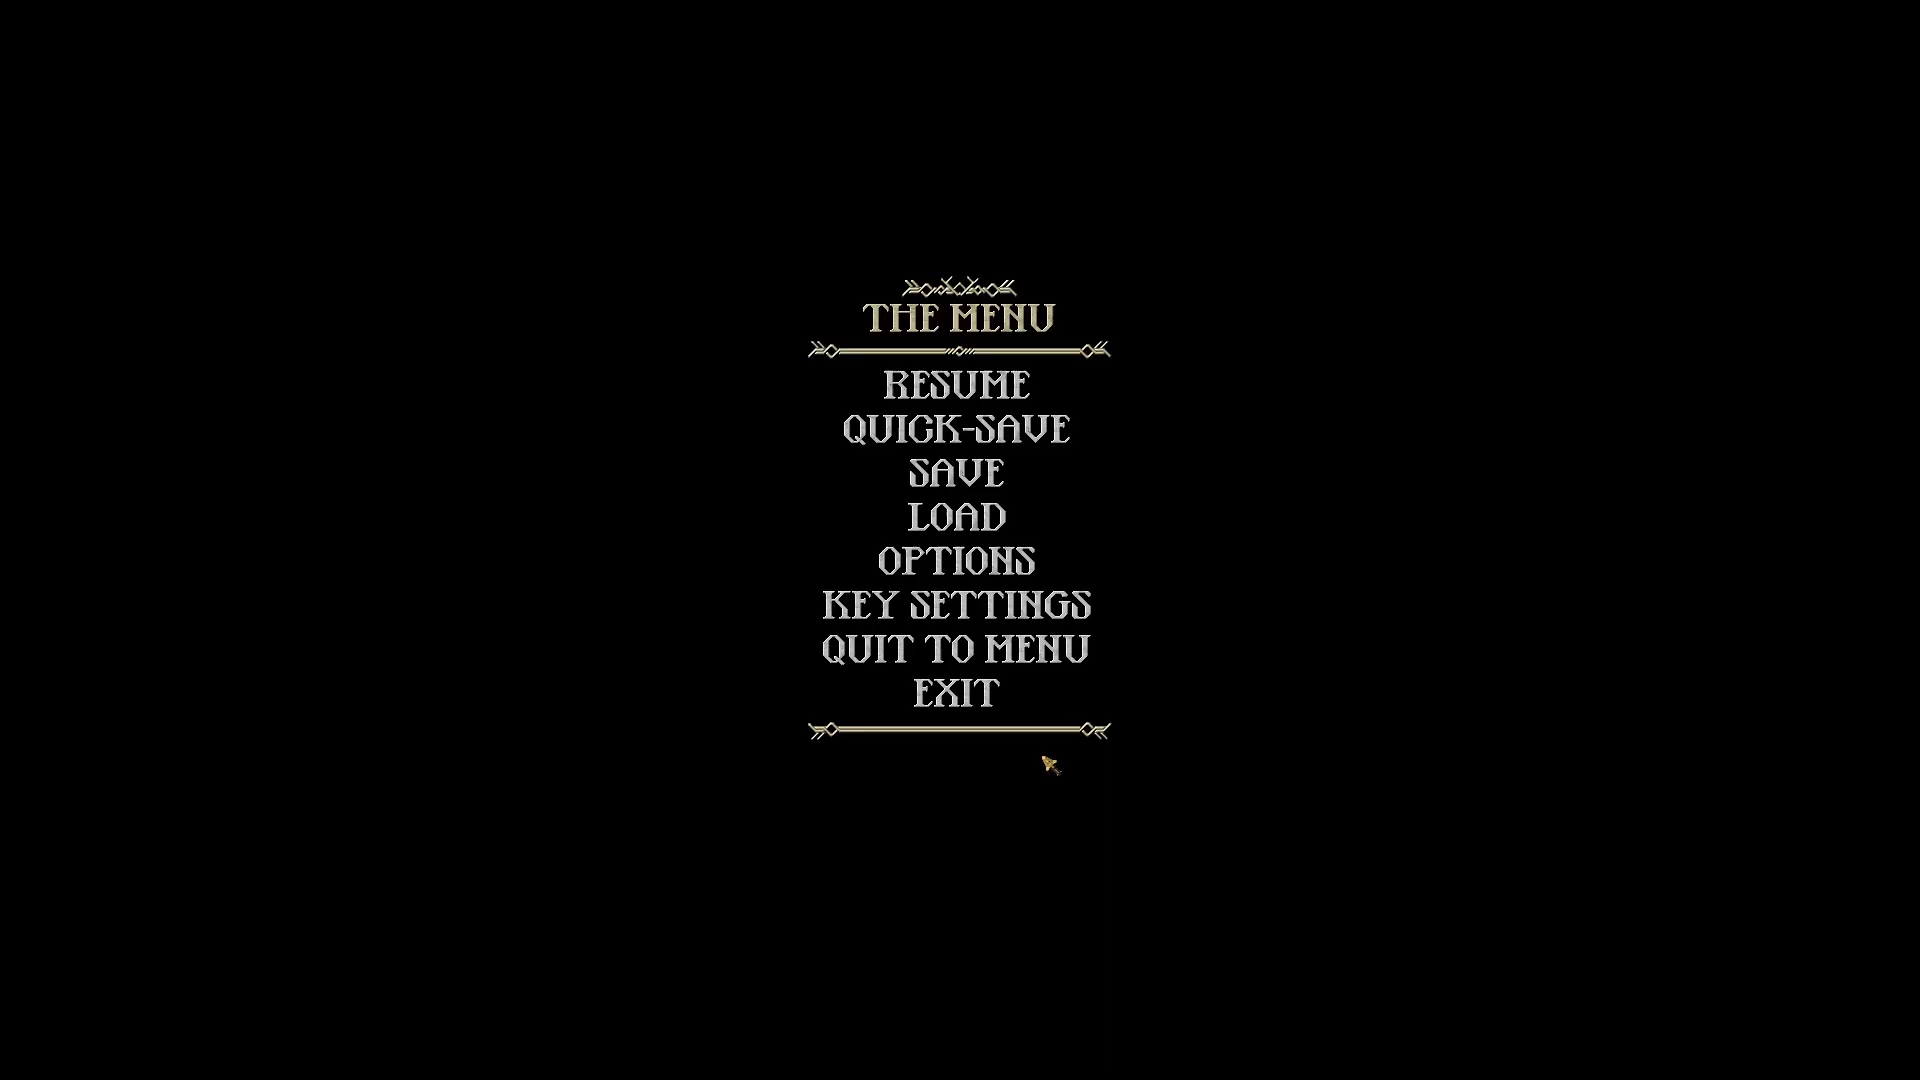 THE MENU
RESUME
QUICK-SAVE
SAVE
LOAD
OPTIONS
KEY SETTINGS
QUIT TO MENU
EXIT